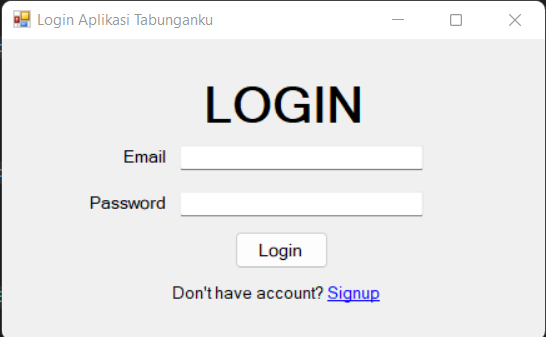 Login Aplikasi Tabunganku
LOGIN
Email
Password
Login
Don't have account? Signup